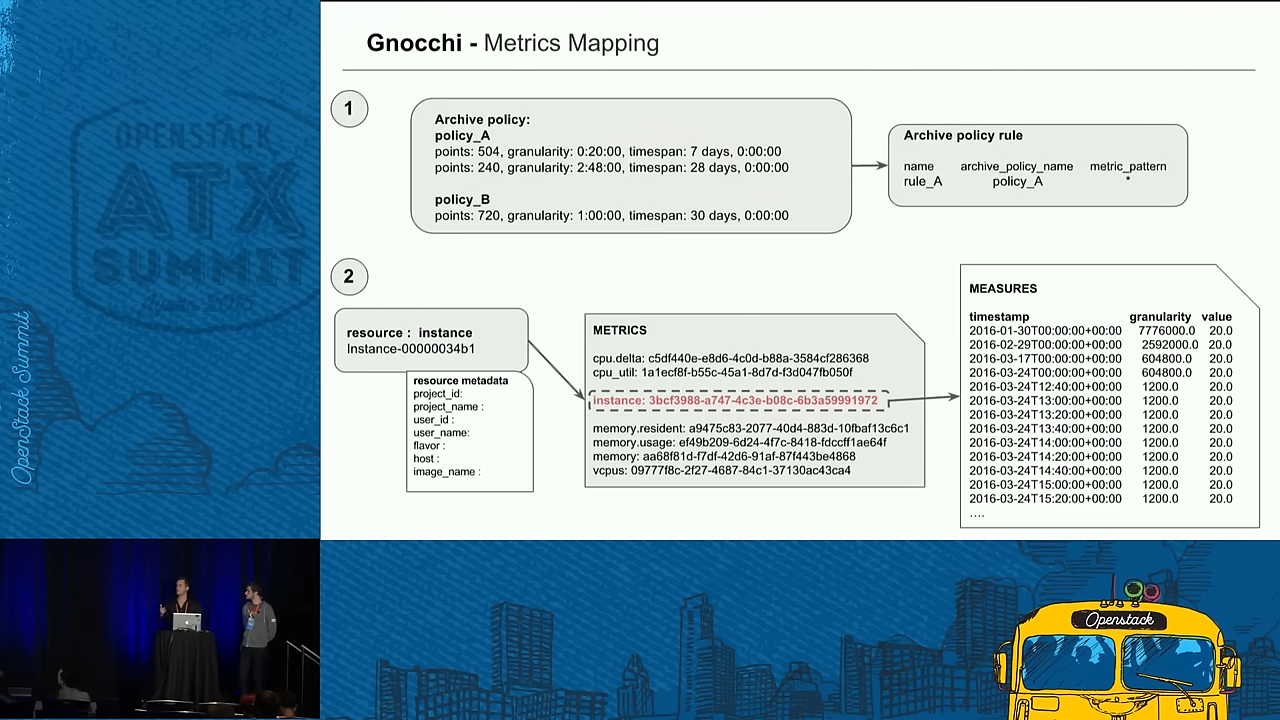 Gnocchi - Metrics Mapping
1
Archive policy:
policy_A
points: 504, granularity: 0:20:00, timespan: 7 days, 0:00:00
points: 240, granularity: 2:48:00, timespan: 28 days, 0:00:00
policy_B
points: 720, granularity: 1:00:00, timespan: 30 days, 0:00:00
Archive policy rule
name archive_policy_name metric_pattern
rule_A policy_A *
2
resource : instance
Instance-00000034b1
resource metadata
project_id:
project_name :
user_id :
user_name:
flavor :
host :
image_name :
METRICS
cpu.delta: c5df440e-e8d6-4c0d-b88a-3584cf286368
cpu_util: 1a1ecf8f-b55c-45a1-8d7d-f3d047fb050f
instance: 3bcf3988-a747-4c3e-b08c-6b3a59991972
memory.resident: a9475c83-2077-40d4-883d-10fbaf13c6c1
memory.usage: ef49b209-6d24-4f7c-8418-fdccff1ae64f
memory: aa68f81d-f7df-42d6-91af-87f443be4868
vcpus: 09777f8c-2f27-4687-84c1-37130ac43ca4
MEASURES
timestamp granularity value
2016-01-30T00:00:00+00:00 7776000.0 20.0
2016-02-29T00:00:00+00:00 2592000.0 20.0
2016-03-17T00:00:00+00:00 604800.0 20.0
2016-03-24T00:00:00+00:00 604800.0 20.0
2016-03-24T12:40:00+00:00 1200.0 20.0
2016-03-24T13:00:00+00:00 1200.0 20.0
2016-03-24T13:20:00+00:00 1200.0 20.0
2016-03-24T13:40:00+00:00 1200.0 20.0
2016-03-24T14:00:00+00:00 1200.0 20.0
2016-03-24T14:20:00+00:00 1200.0 20.0
2016-03-24T14:40:00+00:00 1200.0 20.0
2016-03-24T15:00:00+00:00 1200.0 20.0
2016-03-24T15:20:00+00:00 1200.0 20.0
....
OPENSTACK
ATX
SUMMIT
OpenStack Summit
Openstack